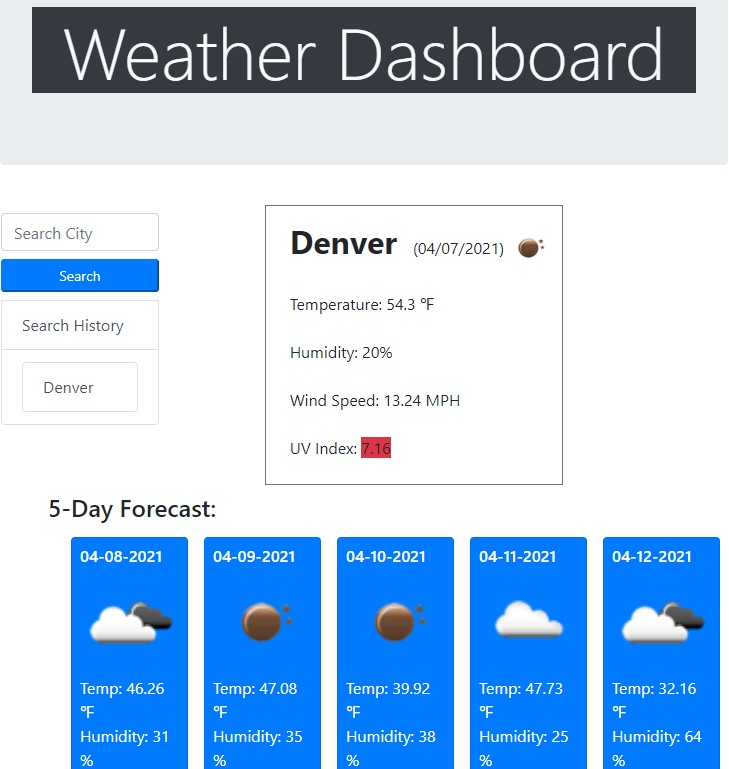 Weather Dashboard
Search City
Search
Search History
Denver
Denver (04/07/2021)
Temperature: 54.3 ℉
Humidity: 20%
Wind Speed: 13.24 MPH
UV Index: 7.16
5-Day Forecast:
04-08-2021
Temp: 46.26
℉
Humidity: 31
%
04-09-2021
Temp: 47.08
℉
Humidity: 35
%
04-10-2021
Temp: 39.92
℉
Humidity: 38
%
04-11-2021
Temp: 47.73
℉
Humidity: 25
%
04-12-2021
Temp: 32.16
℉
Humidity: 64
%